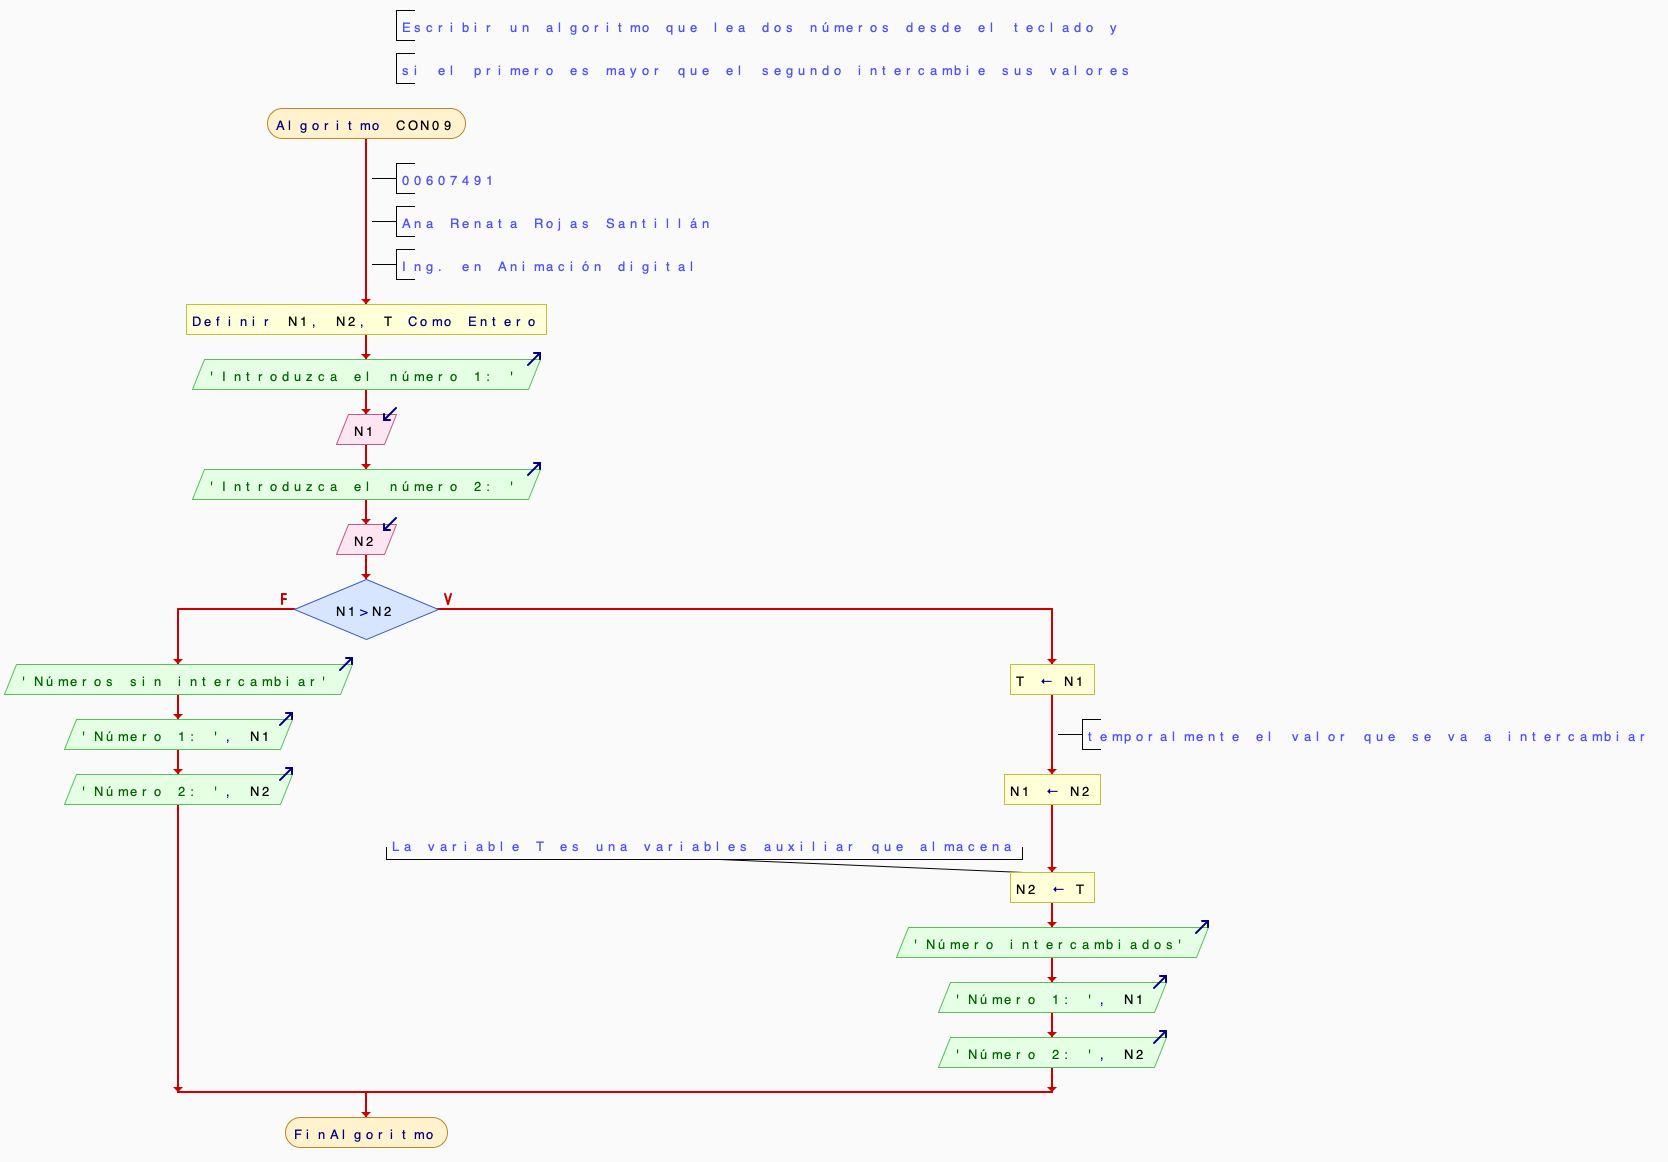 Escribir un algoritmo que lea dos números desde el teclado y
si el primero es mayor que el segundo intercambie sus valores
Algoritmo CON09
00607491
Ana Renata Rojas Santillán
Ing. en Animación digital
Definir N1, N2, T Como Entero
'Introduzca el número 1: '
N1
'Introduzca el número 2: '
N2
F
N1>N2
V
'Números sin intercambiar'
'Número 1: ', N1
'Número 2: ', N2
T ← N1
temporalmente el valor que se va a intercambiar
N1 ← N2
La variable T es una variables auxiliar que almacena
N2 ← T
'Número intercambiados'
'Número 1: ', N1
'Número 2: ', N2
FinAlgoritmo